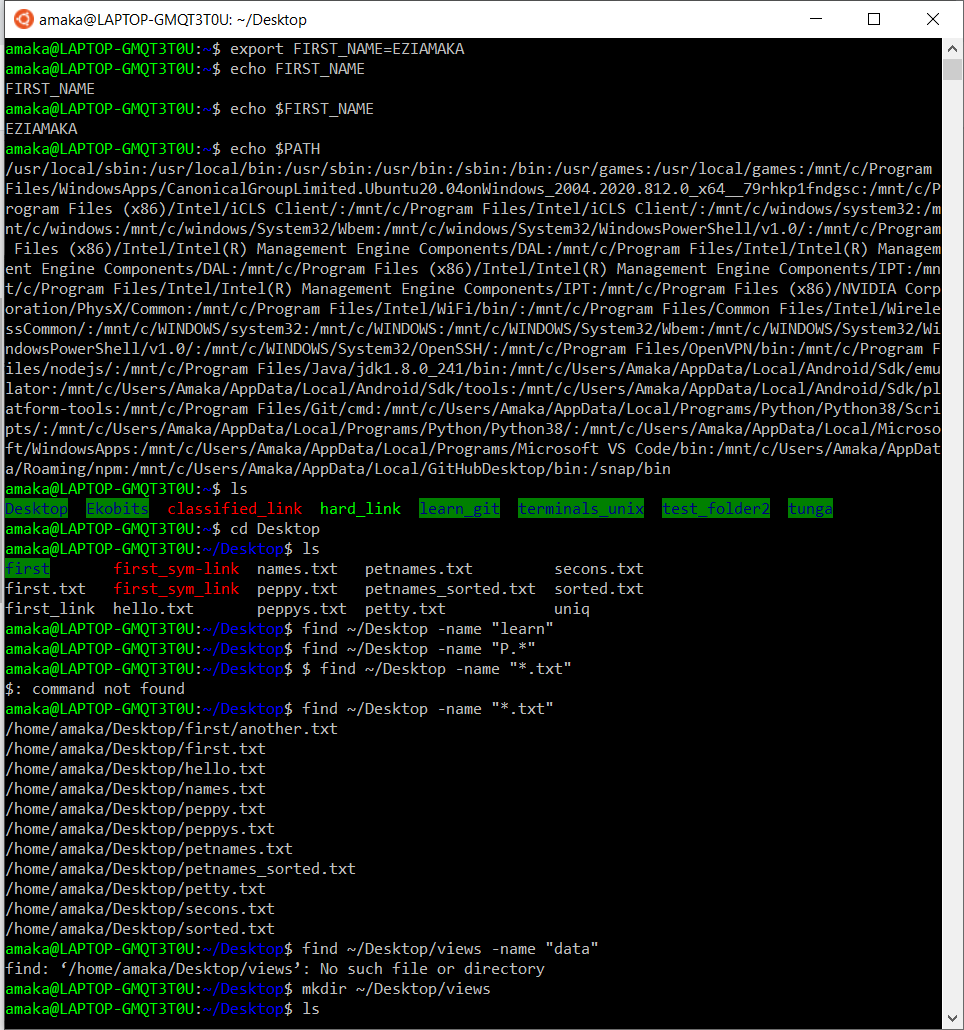 amaka@LAPTOP-GMQT3T0U: ~/Desktop
amaka@LAPTOP-GMQT3T0U:~$ export FIRST_NAME=EZIAMAKA
amaka@LAPTOP-GMQT3T0U:~$ echo FIRST_NAME
FIRST_NAME
amaka@LAPTOP-GMQT3T0U:~$ echo $FIRST_NAME
EZIAMAKA
amaka@LAPTOP-GMQT3T0U:~$ echo $PATH
/usr/local/sbin:/usr/local/bin:/usr/sbin:/usr/bin:/sbin:/bin:/usr/games:/usr/local/games:/mnt/c/Program
Files/WindowsApps/CanonicalGroupLimited.Ubuntu20.04onWindows_2004.2020.812.0_x64__79rhkp1fndgsc:/mnt/c/P
rogram Files (x86)/Intel/iCLS Client/:/mnt/c/Program Files/Intel/iCLS Client/:/mnt/c/windows/system32:/m
nt/c/windows:/mnt/c/windows/System32/Wbem:/mnt/c/windows/System32/WindowsPowerShell/v1.0/:/mnt/c/Program
 Files (x86)/Intel/Intel(R) Management Engine Components/DAL:/mnt/c/Program Files/Intel/Intel(R) Managem
ent Engine Components/DAL:/mnt/c/Program Files (x86)/Intel/Intel(R) Management Engine Components/IPT:/mn
t/c/Program Files/Intel/Intel(R) Management Engine Components/IPT:/mnt/c/Program Files (x86)/NVIDIA Corp
oration/PhysX/Common:/mnt/c/Program Files/Intel/WiFi/bin/:/mnt/c/Program Files/Common Files/Intel/Wirele
ssCommon/:/mnt/c/WINDOWS/system32:/mnt/c/WINDOWS:/mnt/c/WINDOWS/System32/Wbem:/mnt/c/WINDOWS/System32/Wi
ndowsPowerShell/v1.0/:/mnt/c/WINDOWS/System32/OpenSSH/:/mnt/c/Program Files/OpenVPN/bin:/mnt/c/Program F
iles/nodejs/:/mnt/c/Program Files/Java/jdk1.8.0_241/bin:/mnt/c/Users/Amaka/AppData/Local/Android/Sdk/emu
lator:/mnt/c/Users/Amaka/AppData/Local/Android/Sdk/tools:/mnt/c/Users/Amaka/AppData/Local/Android/Sdk/pl
atform-tools:/mnt/c/Program Files/Git/cmd:/mnt/c/Users/Amaka/AppData/Local/Programs/Python/Python38/Scri
pts/:/mnt/c/Users/Amaka/AppData/Local/Programs/Python/Python38/:/mnt/c/Users/Amaka/AppData/Local/Microso
ft/WindowsApps:/mnt/c/Users/Amaka/AppData/Local/Programs/Microsoft VS Code/bin:/mnt/c/Users/Amaka/AppDat
a/Roaming/npm:/mnt/c/Users/Amaka/AppData/Local/GitHubDesktop/bin:/snap/bin
amaka@LAPTOP-GMQT3T0U:~$ ls
Desktop  Ekobits  classified_link  hard_link  learn_git  terminals_unix  test_folder2  tunga
amaka@LAPTOP-GMQT3T0U:~$ cd Desktop
amaka@LAPTOP-GMQT3T0U:~/Desktop$ ls
first       first_sym-link  names.txt   petnames.txt         secons.txt
first.txt   first_sym_link  peppy.txt   petnames_sorted.txt  sorted.txt
first_link  hello.txt       peppys.txt  petty.txt            uniq
amaka@LAPTOP-GMQT3T0U:~/Desktop$ find ~/Desktop -name "learn"
amaka@LAPTOP-GMQT3T0U:~/Desktop$ find ~/Desktop -name "P.*"
amaka@LAPTOP-GMQT3T0U:~/Desktop$ $ find ~/Desktop -name "*.txt"
$: command not found
amaka@LAPTOP-GMQT3T0U:~/Desktop$ find ~/Desktop -name "*.txt"
/home/amaka/Desktop/first/another.txt
/home/amaka/Desktop/first.txt
/home/amaka/Desktop/hello.txt
/home/amaka/Desktop/names.txt
/home/amaka/Desktop/peppy.txt
/home/amaka/Desktop/peppys.txt
/home/amaka/Desktop/petnames.txt
/home/amaka/Desktop/petnames_sorted.txt
/home/amaka/Desktop/petty.txt
/home/amaka/Desktop/secons.txt
/home/amaka/Desktop/sorted.txt
amaka@LAPTOP-GMQT3T0U:~/Desktop$ find ~/Desktop/views -name "data"
find: ‘/home/amaka/Desktop/views’: No such file or directory
amaka@LAPTOP-GMQT3T0U:~/Desktop$ mkdir ~/Desktop/views
amaka@LAPTOP-GMQT3T0U:~/Desktop$ ls